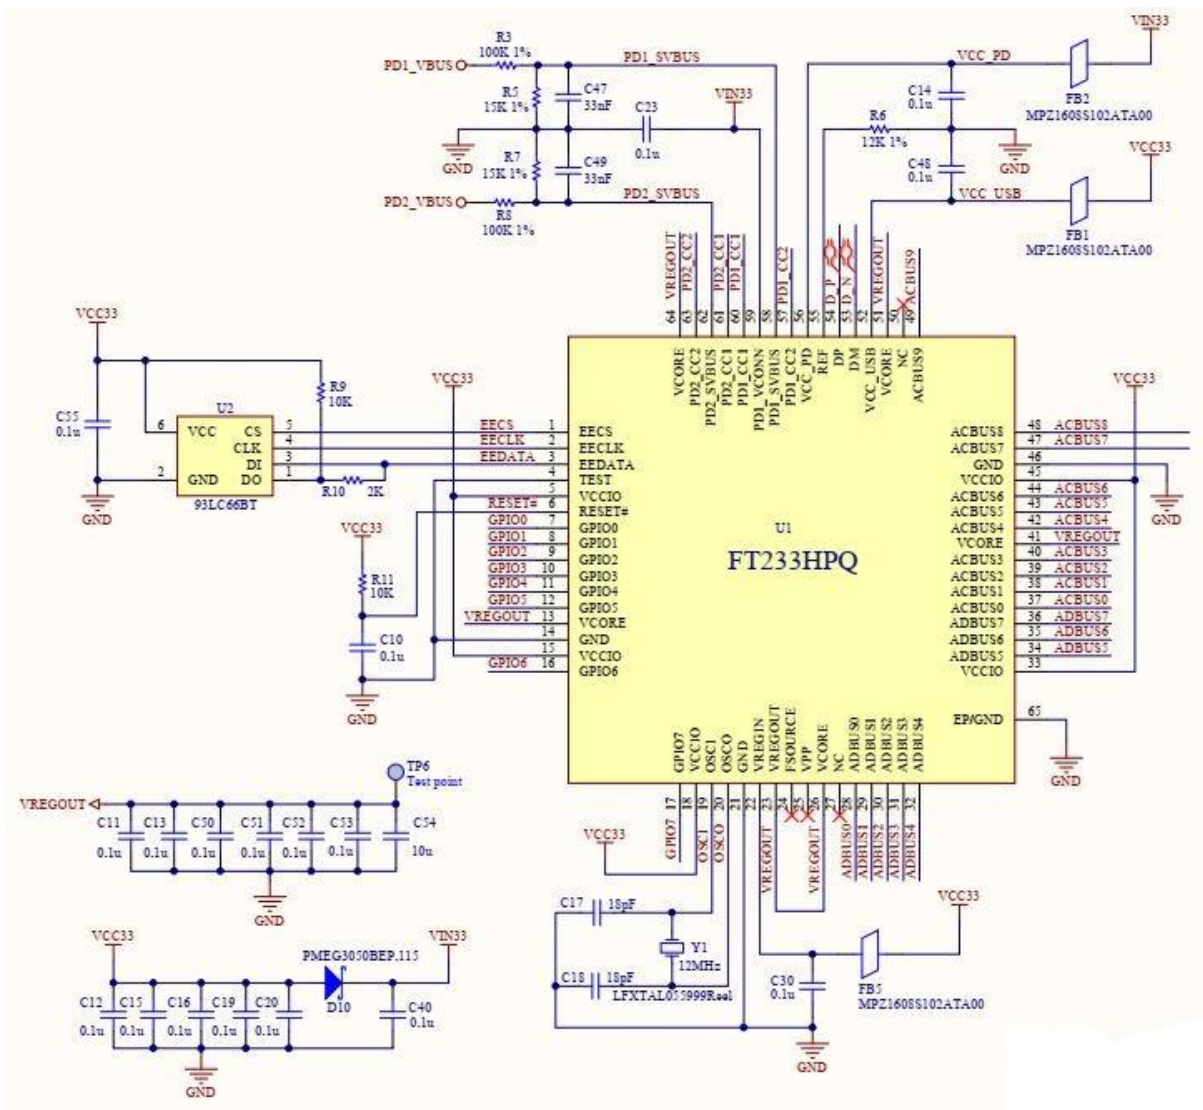 VIN33
R3
100K 1%
PD1_VBUS
PD1_SVBUS
VCC_PD
R5
15K 1%
C47
33nF
C23
0.1u
VIN33
C14
0.1u
FB2
MPZ1608S102ATA00
R6
12K 1%
GND
GND
R7
15K 1%
C49
33nF
C48
0.1u
VCC33
PD2_VBUS
R8
100K 1%
PD2_SVBUS
VCC_USB
FB1
MPZ1608S102ATA00
VREGOUT
PD2_CC2
PD2_CC1
PD1_CC1
PD1_CC2
D_P
D_N
VREGOUT
ACBUS9
64 63 62 61 60 59 58 57 56 55 54 53 52 51 50 49
VCORE
PD2_CC2
PD2_SVBUS
PD2_CC1
PD1_CC1
PD1_VCONN
PD1_SVBUS
PD1_CC2
VCC_PD
REF
DP
DM
VCC_USB
VCORE
NC
ACBUS9
VCC33
C55
0.1u
R9
10K
U2
6 VCC CS 5
CLK 4
DI 3
2 GND DO 1
93LC66BT
R10 2K
GND
VCC33
EECS 1 EECS
EECLK 2 EECLK
EEDATA 3 EEDATA
4 TEST
5 VCCIO
RESET# 6 RESET#
GPIO0 7 GPIO0
GPIO1 8 GPIO1
GPIO2 9 GPIO2
GPIO3 10 GPIO3
GPIO4 11 GPIO4
GPIO5 12 GPIO5
VREGOUT 13 VCORE
14 GND
15 VCCIO
GPIO6 16 GPIO6
VCC33
R11
10K
C10
0.1u
GND
U1
FT233HPQ
VCC33
ACBUS8 48 ACBUS8
ACBUS7 47 ACBUS7
GND 46
VCCIO 45
ACBUS6 44 ACBUS6
ACBUS5 43 ACBUS5
ACBUS4 42 ACBUS4
VCORE 41 VREGOUT
ACBUS3 40 ACBUS3
ACBUS2 39 ACBUS2
ACBUS1 38 ACBUS1
ACBUS0 37 ACBUS0
ADBUS7 36 ADBUS7
ADBUS6 35 ADBUS6
ADBUS5 34 ADBUS5
VCCIO 33
EP/GND 65
GND
GND
GPIO7
VCCIO
OSCI
OSCO
GND
VREGIN
VREGOUT
FSOURCE
VPP
VCORE
NC
ADBUS0
ADBUS1
ADBUS2
ADBUS3
ADBUS4
17 18 19 20 21 22 23 24 25 26 27 28 29 30 31 32
GPIO7
OSCI
OSCO
VREGOUT
VREGOUT
ADBUS0
ADBUS1
ADBUS2
ADBUS3
ADBUS4
VCC33
TP6
Test point
VREGOUT
C11 C13 C50 C51 C52 C53 C54
0.1u 0.1u 0.1u 0.1u 0.1u 0.1u 10u
GND
C17 18pF
Y1
12MHz
C18 18pF
LFXTAL055999Reel
C30
0.1u
VCC33
FB5
MPZ1608S102ATA00
GND
VCC33
PMEG3050BEP.115
VIN33
D10
C12 C15 C16 C19 C20 C40
0.1u 0.1u 0.1u 0.1u 0.1u 0.1u
GND